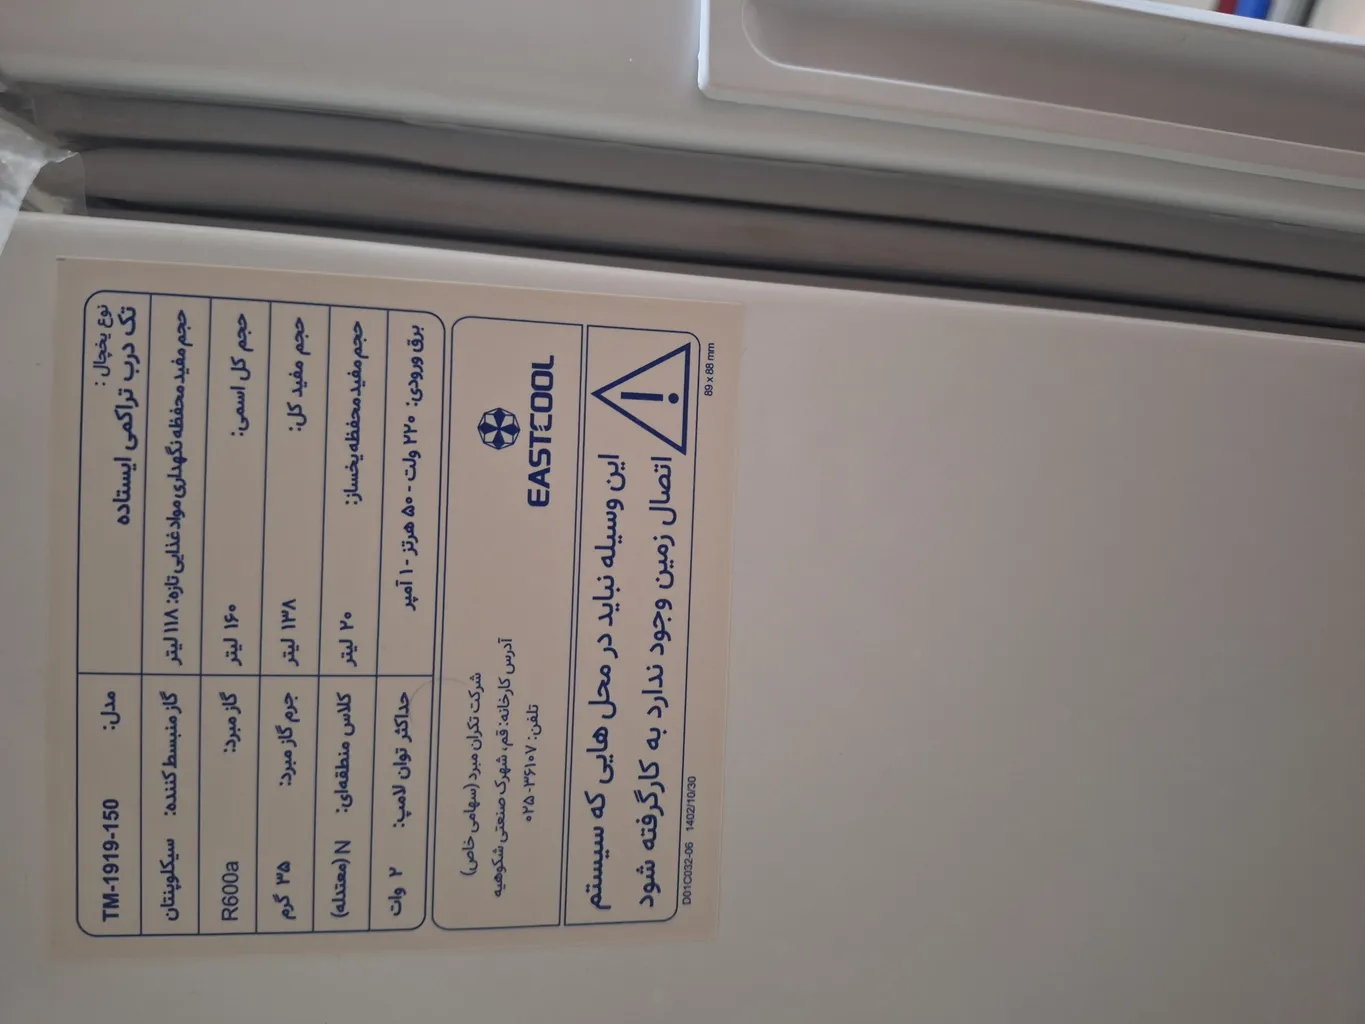 نوع یخچال :
تک درب تراکمی ایستاده
مدل: TM-1919-150
حجم مفید محفظه نگهداری مواد غذایی تازه: ۱۱۸ لیتر
گاز منبسط کننده: سیکلوپنتان
حجم کل اسمی: ۱۶۰ لیتر
گاز مبرد: R600a
حجم مفید کل: ۱۳۸ لیتر
جرم گاز مبرد: ۳۵ گرم
حجم مفید محفظه یخساز: ۲۰ لیتر
کلاس منطقه‌ای: N (معتدله)
برق ورودی: ۲۲۰ ولت - ۵۰ هرتز - ۱ آمپر
حداکثر توان لامپ: ۲ وات
EASTCOOL
شرکت تکران مبرد (سهامی خاص)
آدرس کارخانه: قم، شهرک صنعتی شکوهیه
تلفن: ۳۶۱۰۷-۰۲۵
این وسیله نباید در محل هایی که سیستم
اتصال زمین وجود ندارد به کار گرفته شود
89 x 88 mm
D01C032-06 1402/10/30